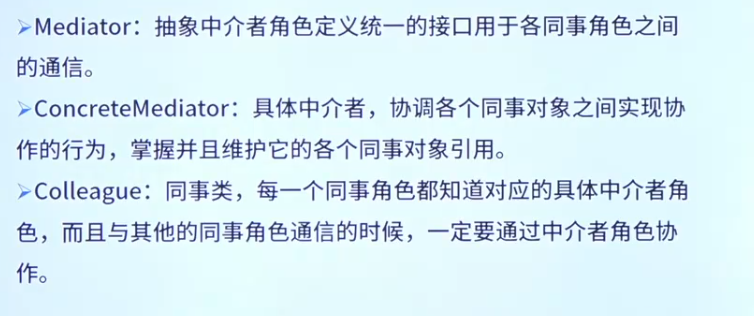 ➢Mediator：抽象中介者角色定义统一的接口用于各同事角色之间
的通信。
➢ConcreteMediator：具体中介者，协调各个同事对象之间实现协
作的行为，掌握并且维护它的各个同事对象引用。
➢Colleague：同事类，每一个同事角色都知道对应的具体中介者角
色，而且与其他的同事角色通信的时候，一定要通过中介者角色协
作。